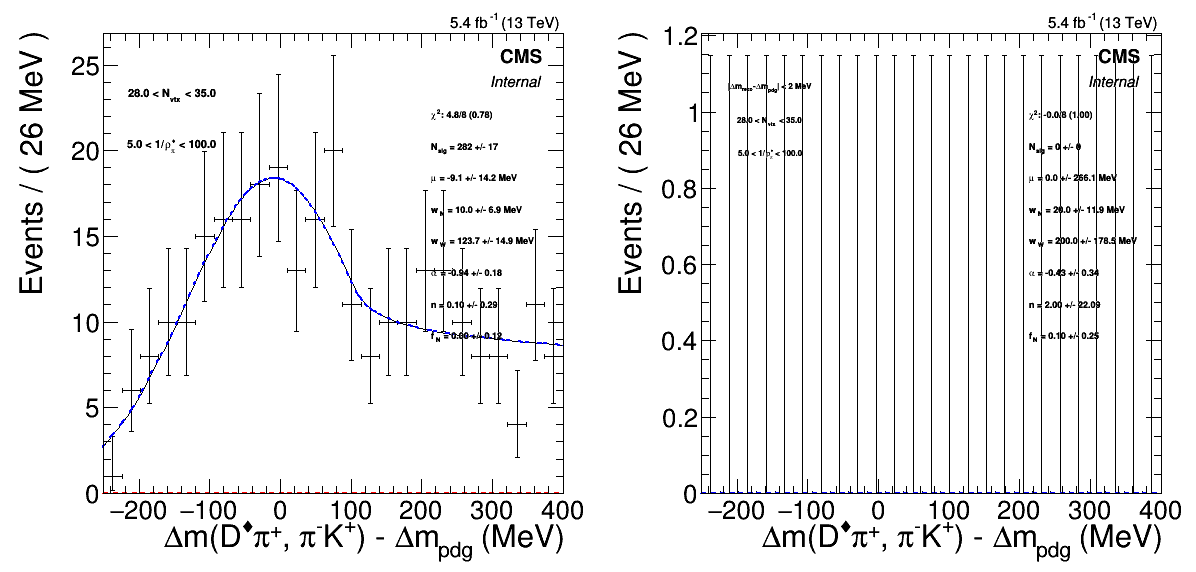 5.4 fb⁻¹ (13 TeV)
CMS
Internal
28.0 < N_vtx < 35.0
5.0 < 1/ρ^♦_π < 100.0
χ²: 4.8/8 (0.78)
N_sig = 282 +/- 17
μ = -9.1 +/- 14.2 MeV
w_N = 10.0 +/- 6.9 MeV
w_W = 123.7 +/- 14.9 MeV
α = -0.94 +/- 0.18
n = 0.10 +/- 0.29
f_N = 0.00 +/- 0.12
Events / ( 26 MeV )
25
20
15
10
5
0
−200 −100 0 100 200 300 400
Δm(D♦π⁺, π⁻K⁺) - Δm_pdg (MeV)
5.4 fb⁻¹ (13 TeV)
CMS
Internal
|Δm_reco-Δm_pdg| < 2 MeV
28.0 < N_vtx < 35.0
5.0 < 1/ρ^♦_π < 100.0
χ²: -0.0/8 (1.00)
N_sig = 0 +/- 0
μ = 0.0 +/- 256.1 MeV
w_N = 20.0 +/- 11.9 MeV
w_W = 200.0 +/- 178.5 MeV
α = -0.43 +/- 0.34
n = 2.00 +/- 22.09
f_N = 0.10 +/- 0.25
Events / ( 26 MeV )
1.2
1
0.8
0.6
0.4
0.2
0
−200 −100 0 100 200 300 400
Δm(D♦π⁺, π⁻K⁺) - Δm_pdg (MeV)